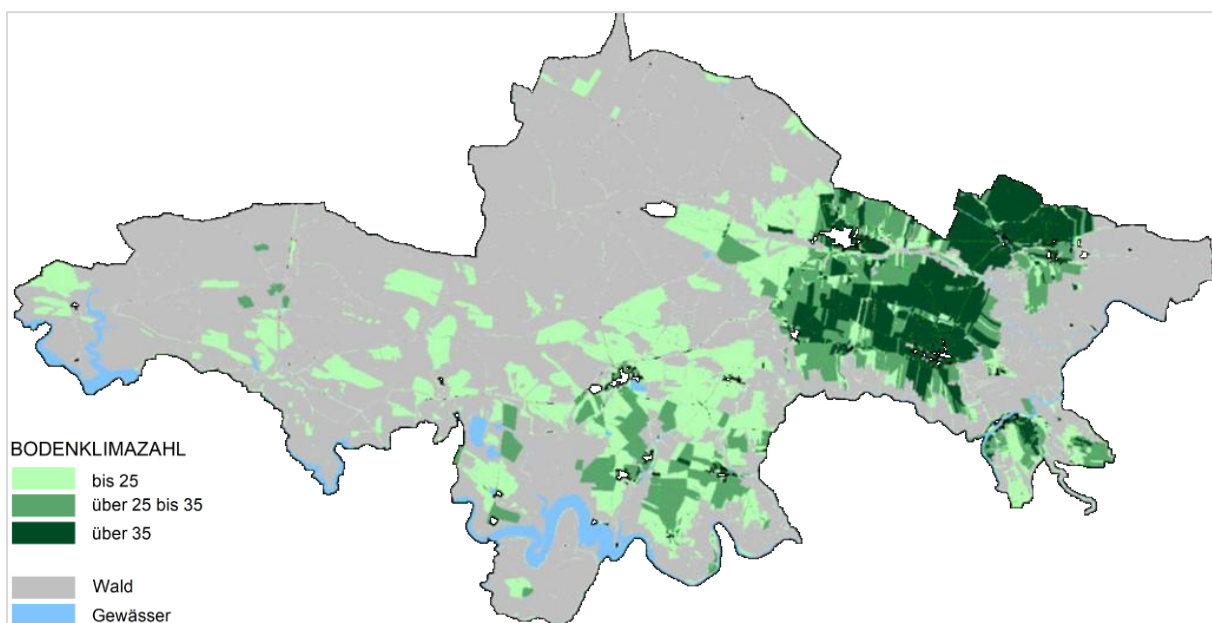 BODENKLIMAZAHL
bis 25
über 25 bis 35
über 35
Wald
Gewässer